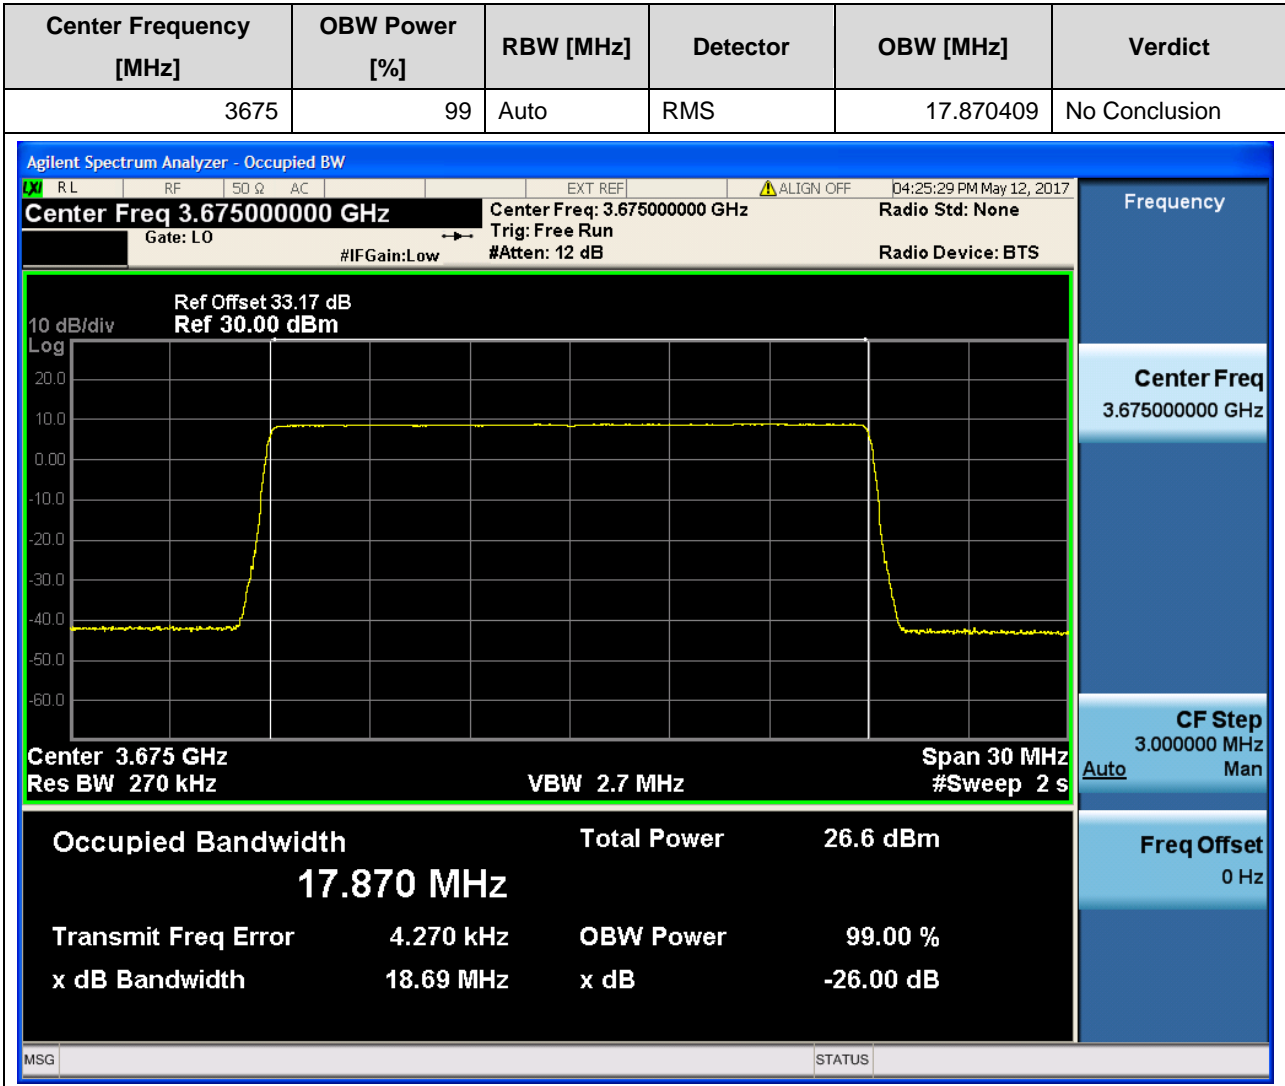 Center Frequency [MHz] OBW Power [%] RBW [MHz] Detector OBW [MHz] Verdict
3675 99 Auto RMS 17.870409 No Conclusion
Agilent Spectrum Analyzer - Occupied BW
LXI RL RF 50 Ω AC EXT REF ALIGN OFF 04:25:29 PM May 12, 2017
Center Freq 3.675000000 GHz
Gate: LO
#IFGain:Low
Center Freq: 3.675000000 GHz
Trig: Free Run
#Atten: 12 dB
Radio Std: None
Radio Device: BTS
Ref Offset 33.17 dB
10 dB/div Ref 30.00 dBm
Log
20.0
10.0
0.00
-10.0
-20.0
-30.0
-40.0
-50.0
-60.0
Center 3.675 GHz Span 30 MHz
Res BW 270 kHz VBW 2.7 MHz #Sweep 2 s
Occupied Bandwidth Total Power 26.6 dBm
17.870 MHz
Transmit Freq Error 4.270 kHz OBW Power 99.00 %
x dB Bandwidth 18.69 MHz x dB -26.00 dB
MSG STATUS
Frequency
Center Freq
3.675000000 GHz
CF Step
3.000000 MHz
Auto Man
Freq Offset
0 Hz